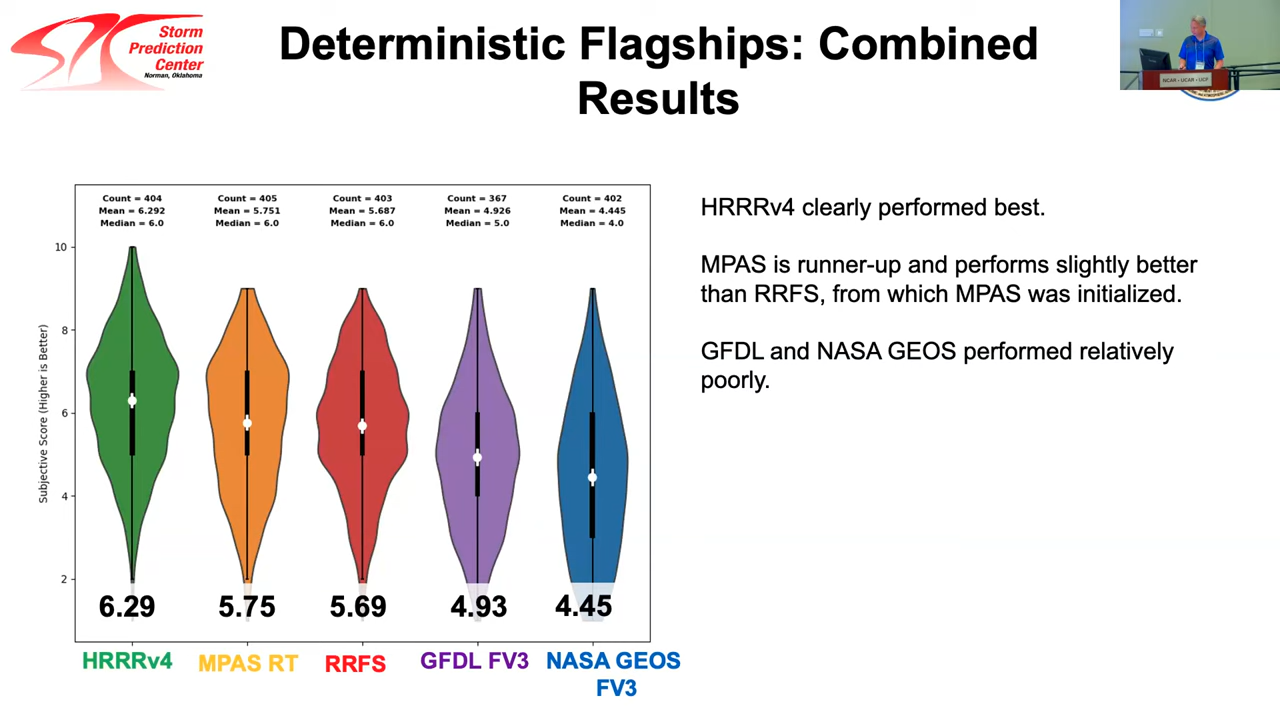 Storm
Prediction
Center
Norman, Oklahoma
Deterministic Flagships: Combined
Results
NCAR • UCAR • UCP
Count = 404
Mean = 6.292
Median = 6.0
Count = 405
Mean = 5.751
Median = 6.0
Count = 403
Mean = 5.687
Median = 6.0
Count = 367
Mean = 4.926
Median = 5.0
Count = 402
Mean = 4.445
Median = 4.0
Subjective Score (Higher is Better)
10
8
6
4
2
6.29
5.75
5.69
4.93
4.45
HRRRv4
MPAS RT
RRFS
GFDL FV3
NASA GEOS
FV3
HRRRv4 clearly performed best.
MPAS is runner-up and performs slightly better
than RRFS, from which MPAS was initialized.
GFDL and NASA GEOS performed relatively
poorly.